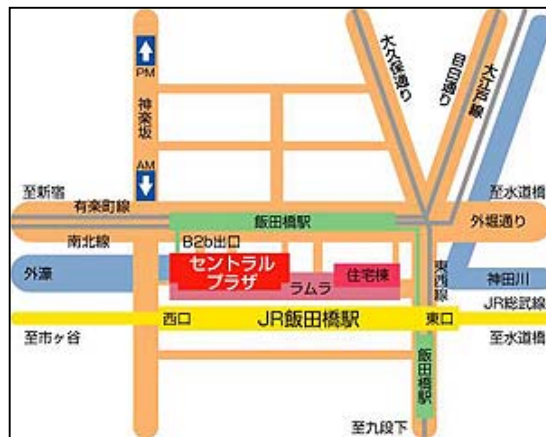 PM
神楽坂
AM
大久保通り
目白通り
大江戸線
至新宿
有楽町線
飯田橋駅
至水道橋
外堀通り
南北線
B2b出口
外濠
セントラル
プラザ
ラムラ
住宅棟
東西線
神田川
JR総武線
西口
JR飯田橋駅
東口
至市ヶ谷
至水道橋
飯田橋駅
至九段下